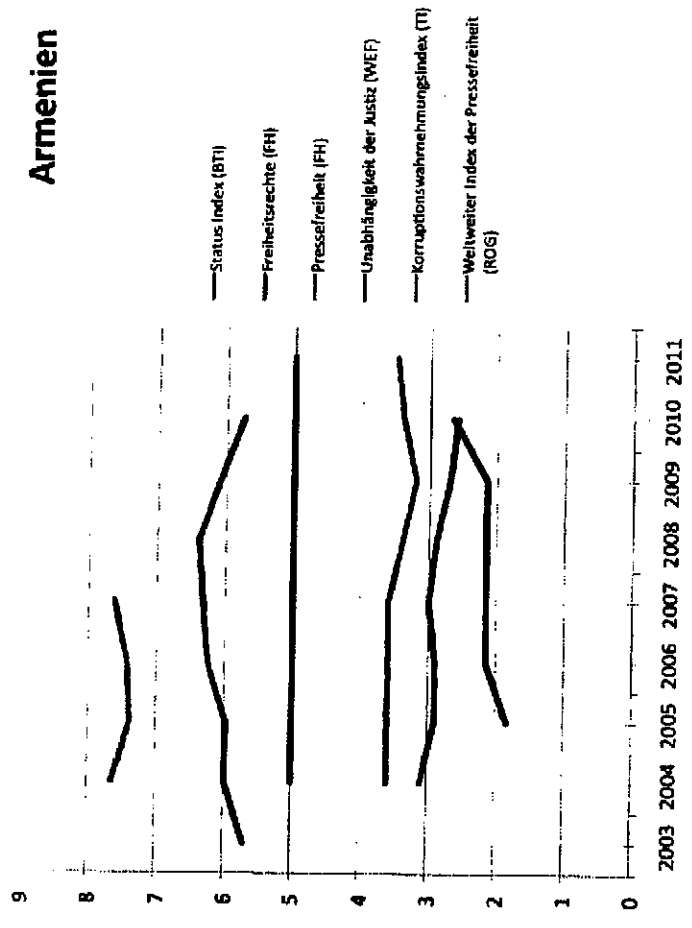 Armenien
9
8
7
6
5
4
3
2
1
0
2003 2004 2005 2006 2007 2008 2009 2010 2011
Status Index (BTI)
Freiheitsrechte (FH)
Pressefreiheit (FH)
Unabhängigkeit der Justiz (WEF)
Korruptionswahrnehmungsindex (TI)
Weltweiter Index der Pressefreiheit
(ROG)